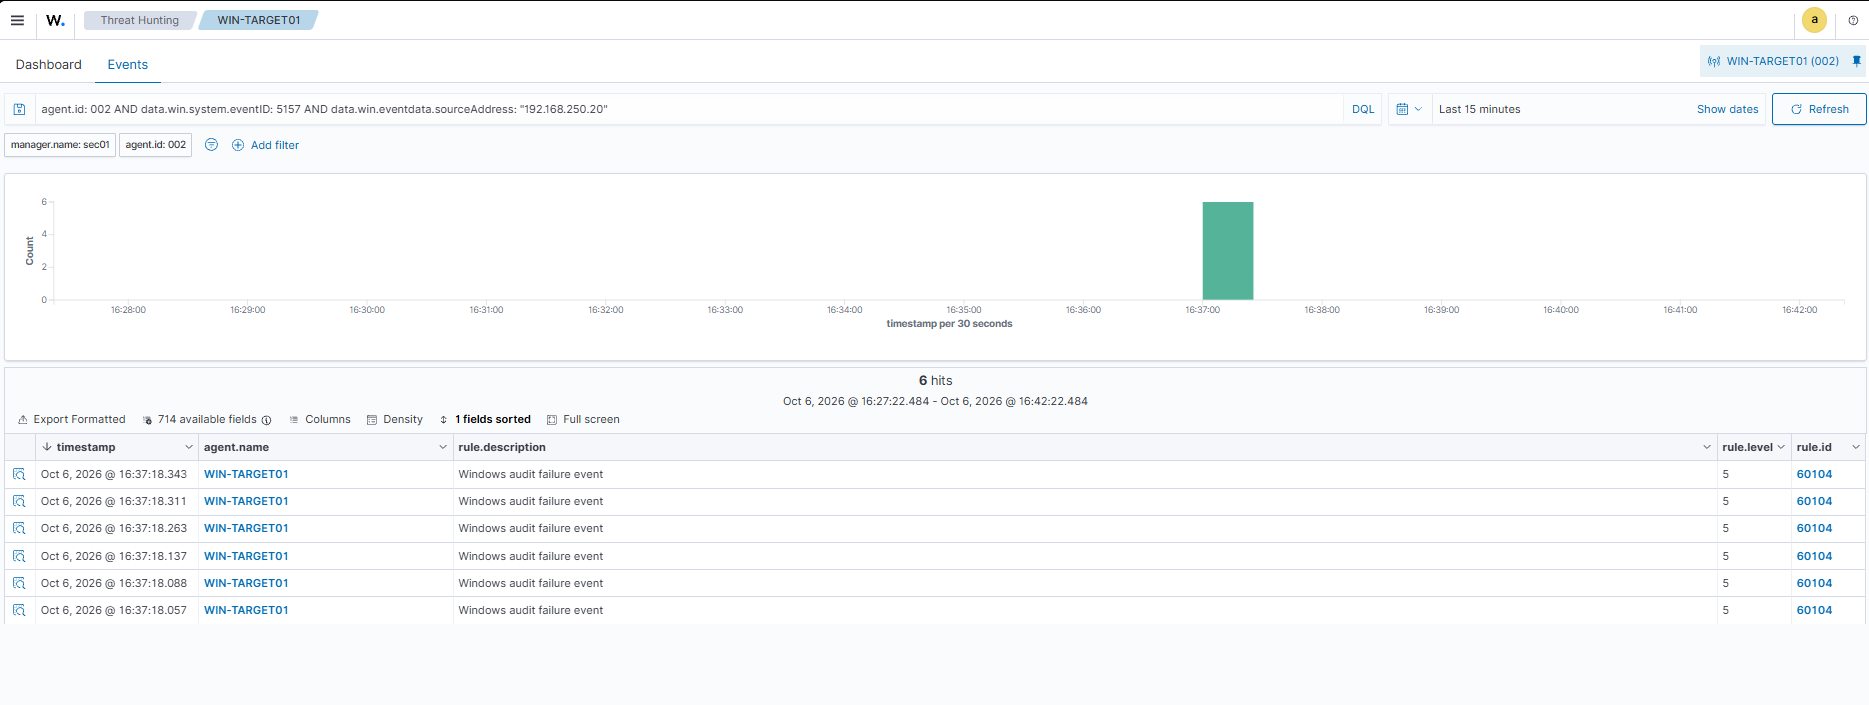 W. Threat Hunting WIN-TARGET01 a
Dashboard Events WIN-TARGET01 (002)
agent.id: 002 AND data.win.system.eventID: 5157 AND data.win.eventdata.sourceAddress: "192.168.250.20" DQL Last 15 minutes Show dates Refresh
manager.name: sec01 agent.id: 002 Add filter
6
4
2
0
Count
16:28:00 16:29:00 16:30:00 16:31:00 16:32:00 16:33:00 16:34:00 16:35:00 16:36:00 16:37:00 16:38:00 16:39:00 16:40:00 16:41:00 16:42:00
timestamp per 30 seconds
6 hits
Oct 6, 2026 @ 16:27:22.484 - Oct 6, 2026 @ 16:42:22.484
Export Formatted 714 available fields Columns Density 1 fields sorted Full screen
timestamp agent.name rule.description rule.level rule.id
Oct 6, 2026 @ 16:37:18.343 WIN-TARGET01 Windows audit failure event 5 60104
Oct 6, 2026 @ 16:37:18.311 WIN-TARGET01 Windows audit failure event 5 60104
Oct 6, 2026 @ 16:37:18.263 WIN-TARGET01 Windows audit failure event 5 60104
Oct 6, 2026 @ 16:37:18.137 WIN-TARGET01 Windows audit failure event 5 60104
Oct 6, 2026 @ 16:37:18.088 WIN-TARGET01 Windows audit failure event 5 60104
Oct 6, 2026 @ 16:37:18.057 WIN-TARGET01 Windows audit failure event 5 60104